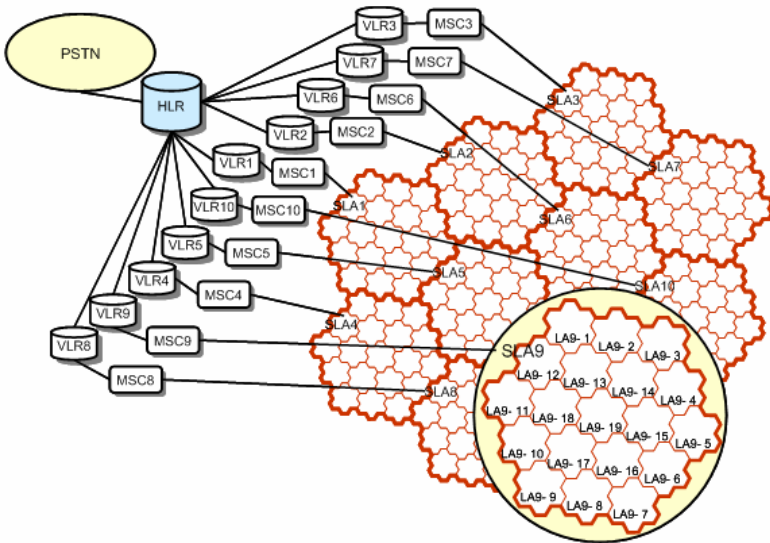 VLR3
MSC3
PSTN
VLR7
MSC7
HLR
VLR6
MSC6
SLA3
VLR2
MSC2
SLA2
SLA7
VLR1
MSC1
VLR10
MSC10
SLA1
SLA6
VLR5
MSC5
SLA5
VLR4
MSC4
SLA10
VLR9
SLA4
VLR8
MSC9
SLA9
MSC8
SLA8
LA9- 1
LA9- 2
LA9- 3
LA9- 12
LA9- 13
LA9- 14
LA9- 4
LA9- 11
LA9- 18
LA9- 19
LA9- 15
LA9- 5
LA9- 10
LA9- 17
LA9- 16
LA9- 6
LA9- 9
LA9- 8
LA9- 7